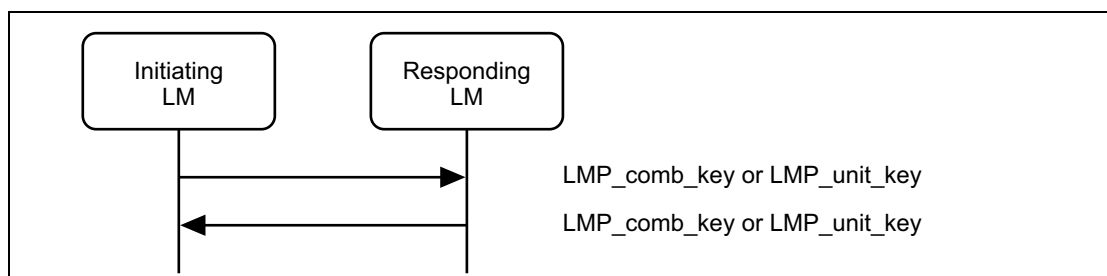 Initiating
LM
Responding
LM
LMP_comb_key or LMP_unit_key
LMP_comb_key or LMP_unit_key